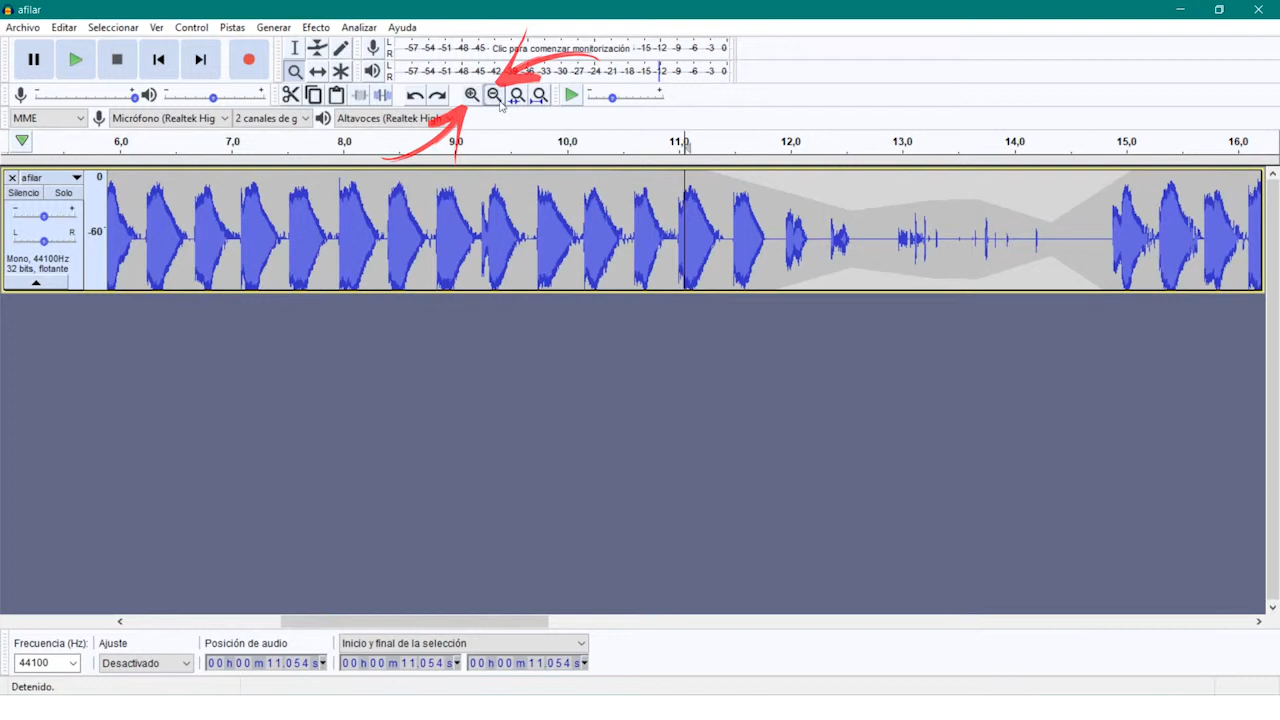 afilar
Archivo Editar Seleccionar Ver Control Pistas Generar Efecto Analizar Ayuda
L R -57 -54 -51 -48 -45 - Clic para comenzar monitorización -15 -12 -9 -6 -3 0
L R -57 -54 -51 -48 -45 -42 -39 -36 -33 -30 -27 -24 -21 -18 -15 -12 -9 -6 -3 0
- + - + - +
MME Micrófono (Realtek Hig 2 canales de g Altavoces (Realtek High
6,0 7,0 8,0 9,0 10,0 11,0 12,0 13,0 14,0 15,0 16,0
afilar 0
Silencio Solo
- +
L R -60
Mono, 44100Hz
32 bits, flotante
Frecuencia (Hz): Ajuste Posición de audio Inicio y final de la selección
44100 Desactivado 00 h 00 m 11.054 s 00 h 00 m 11.054 s 00 h 00 m 11.054 s
Detenido.